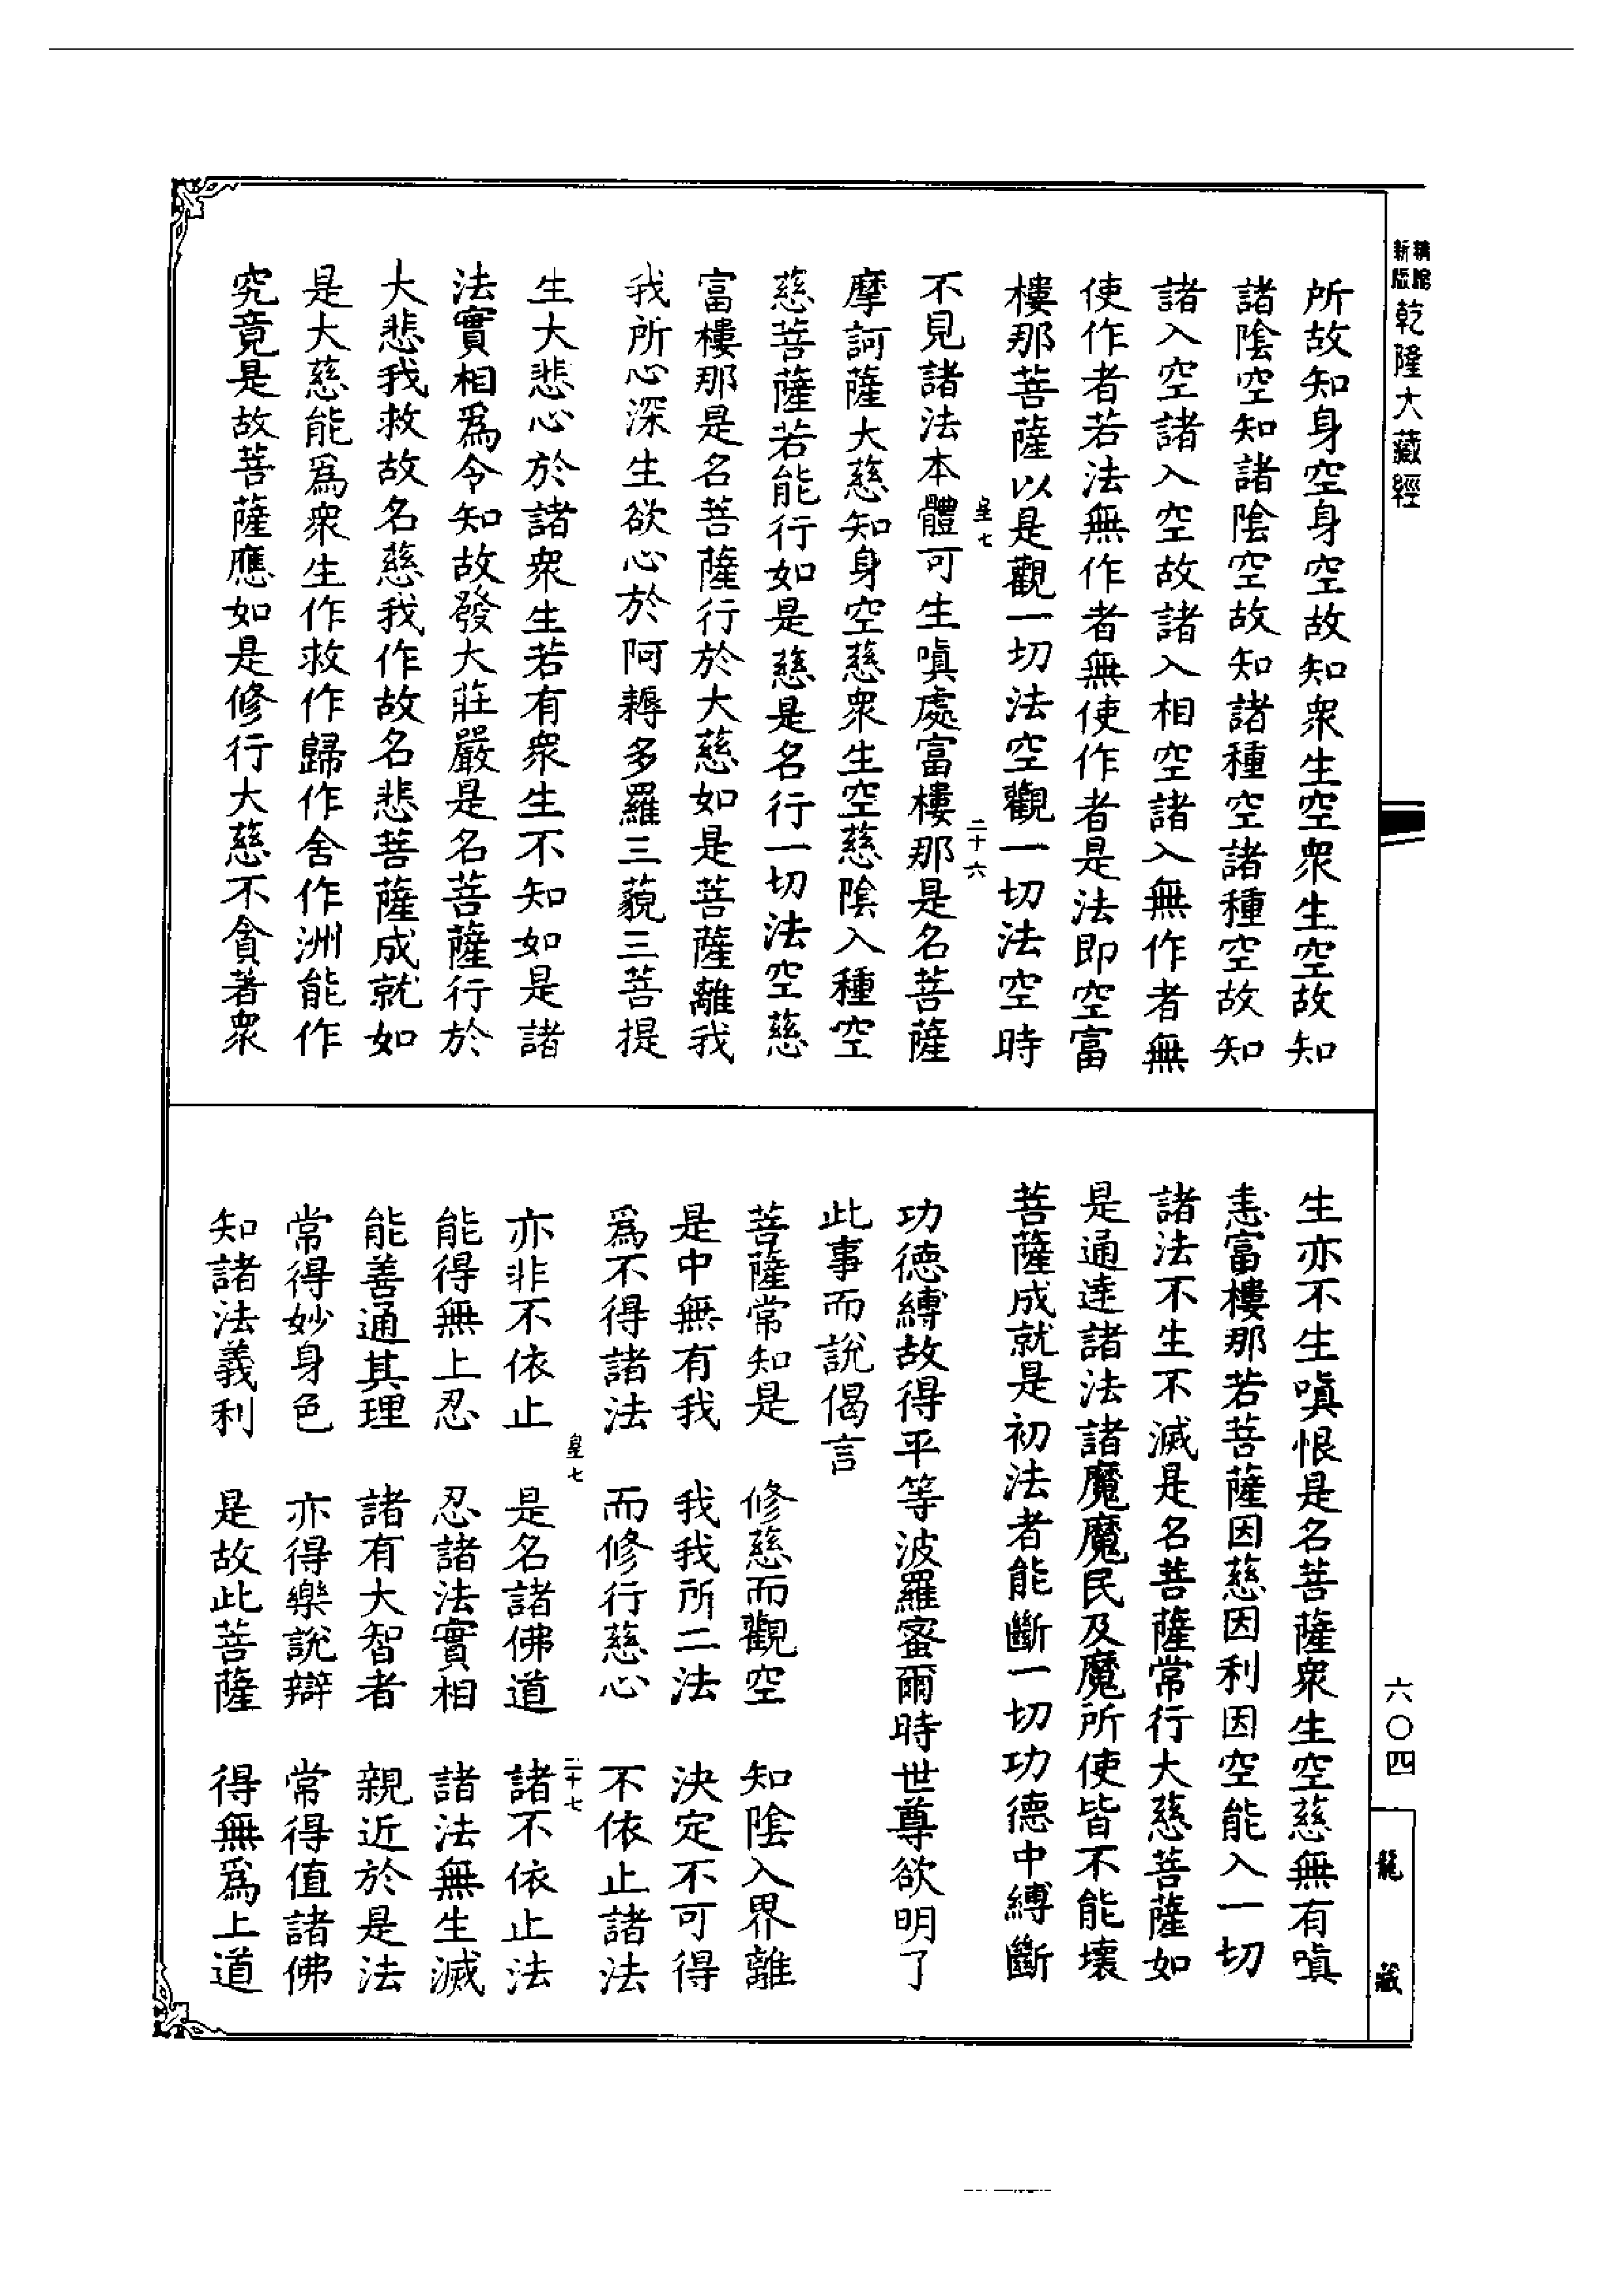 精編
新版
乾隆大藏經
所故知身空身空故知衆生空衆生空故知
諸陰空知諸陰空故知諸種空諸種空故知
諸入空諸入空故諸入相空諸入無作者無
使作者若法無作者無使作者是法即空富
樓那菩薩以是觀一切法空觀一切法空時
皇七
二十六
不見諸法本體可生嗔處富樓那是名菩薩
摩訶薩大慈知身空慈衆生空慈陰入種空
慈菩薩若能行如是慈是名行一切法空慈
富樓那是名菩薩行於大慈如是菩薩離我
我所心深生欲心於阿耨多羅三藐三菩提
生大悲心於諸衆生若有衆生不知如是諸
法實相爲令知故發大莊嚴是名菩薩行於
大悲我救故名慈我作故名悲菩薩成就如
是大慈能爲衆生作救作歸作舍作洲能作
究竟是故菩薩應如是修行大慈不貪著衆
生亦不生嗔恨是名菩薩衆生空慈無有嗔
恚富樓那若菩薩因慈因利因空能入一切
諸法不生不滅是名菩薩常行大慈菩薩如
是通達諸法諸魔魔民及魔所使皆不能壞
菩薩成就是初法者能斷一切功德中縛斷
功德縛故得平等波羅蜜爾時世尊欲明了
此事而說偈言
菩薩常知是　修慈而觀空　知陰入界離
是中無有我　我我所二法　決定不可得
爲不得諸法　而修行慈心　不依止諸法
皇七
二十七
亦非不依止　是名諸佛道　諸不依止法
能得無上忍　忍諸法實相　諸法無生滅
能善通其理　諸有大智者　親近於是法
常得妙身色　亦得樂說辯　常得值諸佛
知諸法義利　是故此菩薩　得無爲上道
六〇四
龍藏